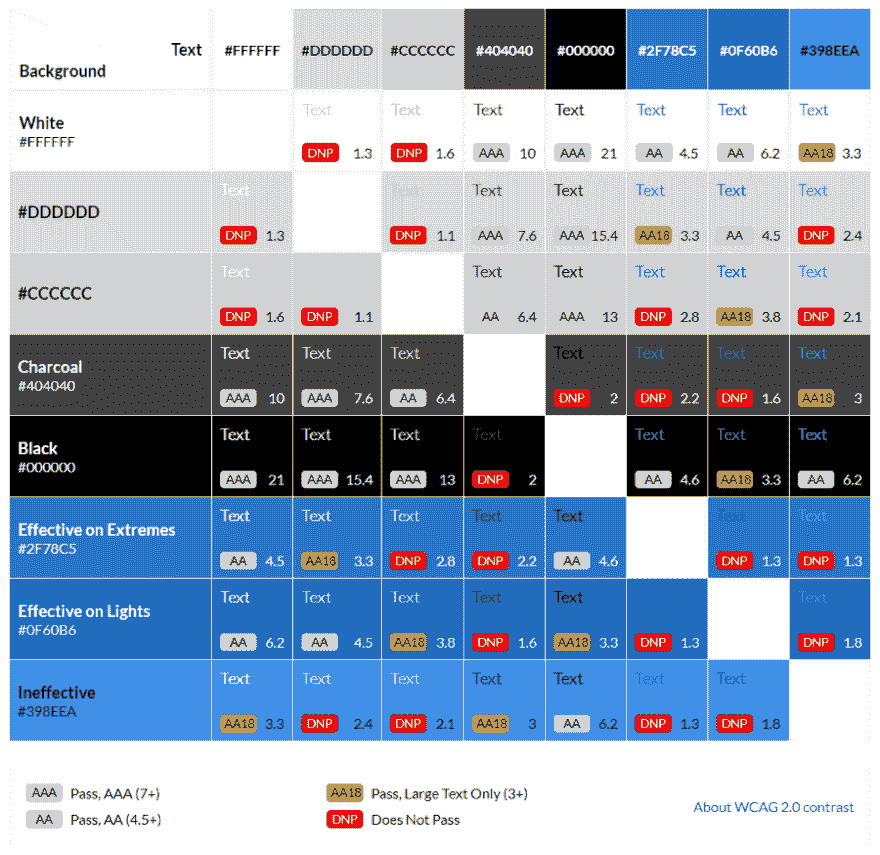 Text #FFFFFF #DDDDDD #CCCCCC #404040 #000000 #2F78C5 #0F60B6 #398EEA
Background
Text Text Text Text Text Text Text
White
#FFFFFF
DNP 1.3 DNP 1.6 AAA 10 AAA 21 AA 4.5 AA 6.2 AA18 3.3
Text Text Text Text Text Text Text
#DDDDDD
DNP 1.3 DNP 1.1 AAA 7.6 AAA 15.4 AA18 3.3 AA 4.5 DNP 2.4
Text Text Text Text Text Text
#CCCCCC
DNP 1.6 DNP 1.1 AA 6.4 AAA 13 DNP 2.8 AA18 3.8 DNP 2.1
Text Text Text Text Text Text Text
Charcoal
#404040
AAA 10 AAA 7.6 AA 6.4 DNP 2 DNP 2.2 DNP 1.6 AA18 3
Text Text Text Text Text Text Text
Black
#000000
AAA 21 AAA 15.4 AAA 13 DNP 2 AA 4.6 AA18 3.3 AA 6.2
Text Text Text Text Text Text Text
Effective on Extremes
#2F78C5
AA 4.5 AA18 3.3 DNP 2.8 DNP 2.2 AA 4.6 DNP 1.3 DNP 1.3
Text Text Text Text Text Text
Effective on Lights
#0F60B6
AA 6.2 AA 4.5 AA18 3.8 DNP 1.6 AA18 3.3 DNP 1.3 DNP 1.8
Text Text Text Text Text Text Text
Ineffective
#398EEA
AA18 3.3 DNP 2.4 DNP 2.1 AA18 3 AA 6.2 DNP 1.3 DNP 1.8
AAA Pass, AAA (7+) AA18 Pass, Large Text Only (3+)
About WCAG 2.0 contrast
AA Pass, AA (4.5+) DNP Does Not Pass